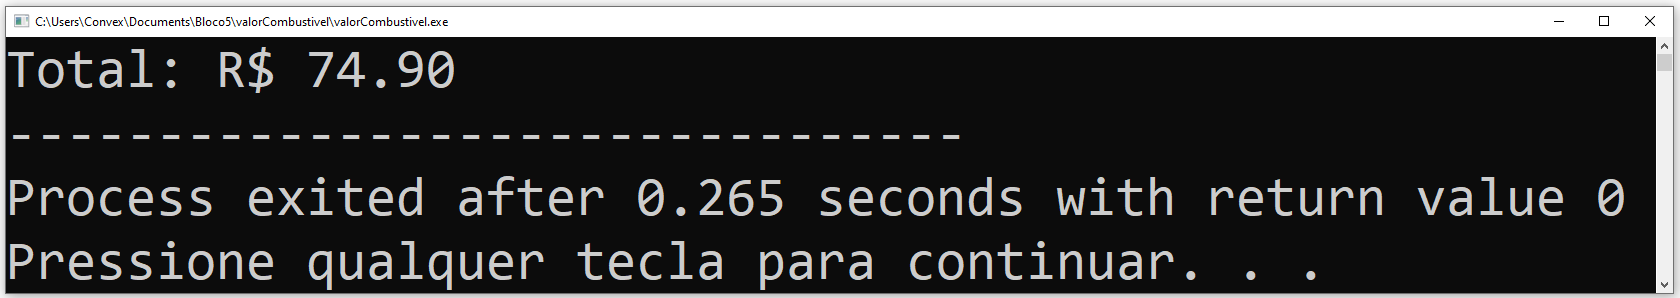 C:\Users\Convex\Documents\Bloco5\valorCombustivel\valorCombustivel.exe
Total: R$ 74.90
--------------------------------
Process exited after 0.265 seconds with return value 0
Pressione qualquer tecla para continuar. . .